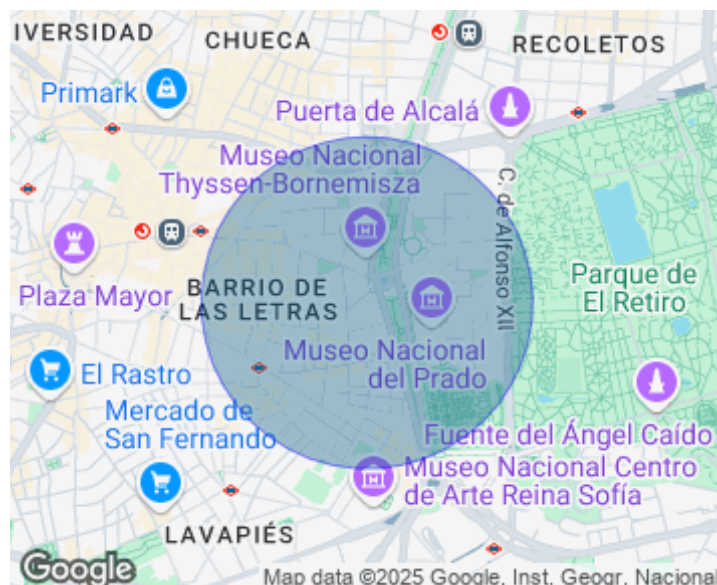 IVERSIDAD
CHUECA
RECOLETOS
Primark
Puerta de Alcalá
Museo Nacional
Thyssen-Bornemisza
C. de Alfonso XII
Plaza Mayor
BARRIO DE
LAS LETRAS
Parque de
El Retiro
Museo Nacional
del Prado
El Rastro
Mercado de
San Fernando
Fuente del Ángel Caído
Museo Nacional Centro
de Arte Reina Sofía
LAVAPIÉS
Google
Map data ©2025 Google, Inst. Geogr. Nacional